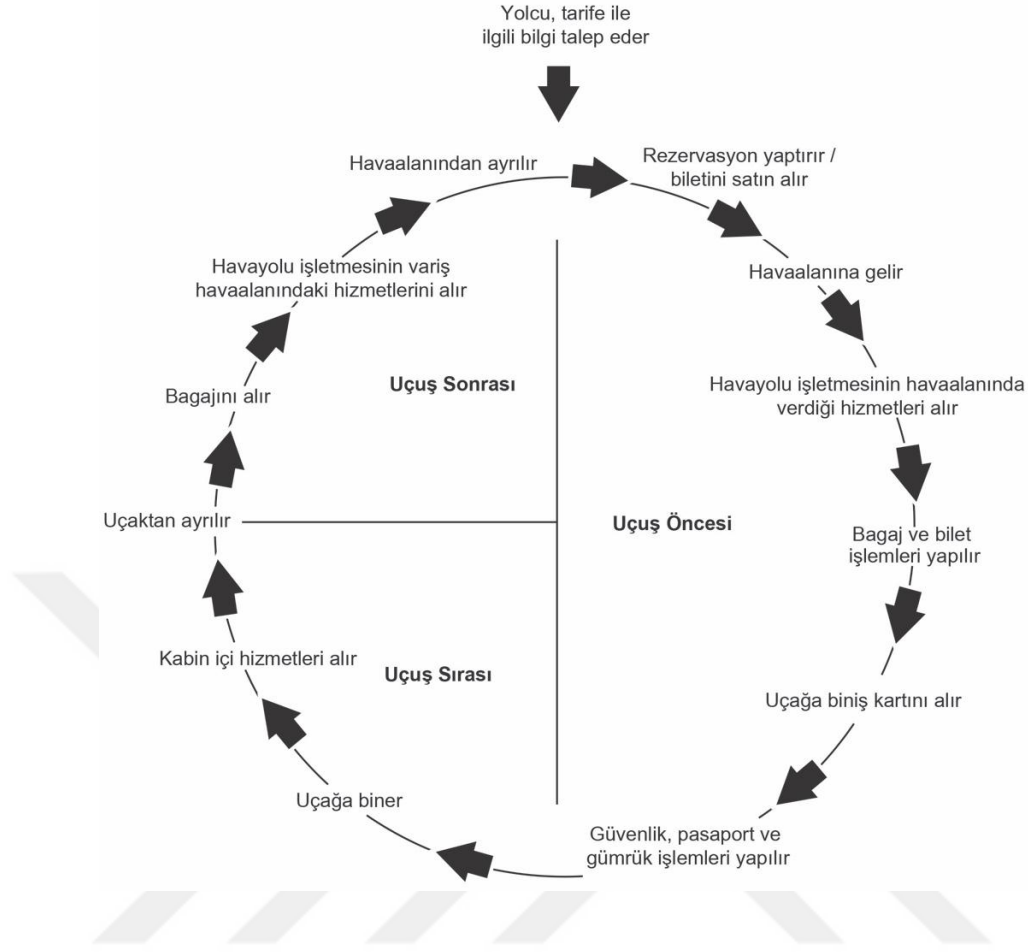 Yolcu, tarife ile
ilgili bilgi talep eder
Rezervasyon yaptırır /
biletini satın alır
Havaalanına gelir
Havayolu işletmesinin havaalanında
verdiği hizmetleri alır
Bagaj ve bilet
işlemleri yapılır
Uçağa biniş kartını alır
Güvenlik, pasaport ve
gümrük işlemleri yapılır
Uçağa biner
Kabin içi hizmetleri alır
Uçaktan ayrılır
Bagajını alır
Havayolu işletmesinin variş
havaalanındaki hizmetlerini alır
Havaalanından ayrılır
Uçuş Öncesi
Uçuş Sırası
Uçuş Sonrası